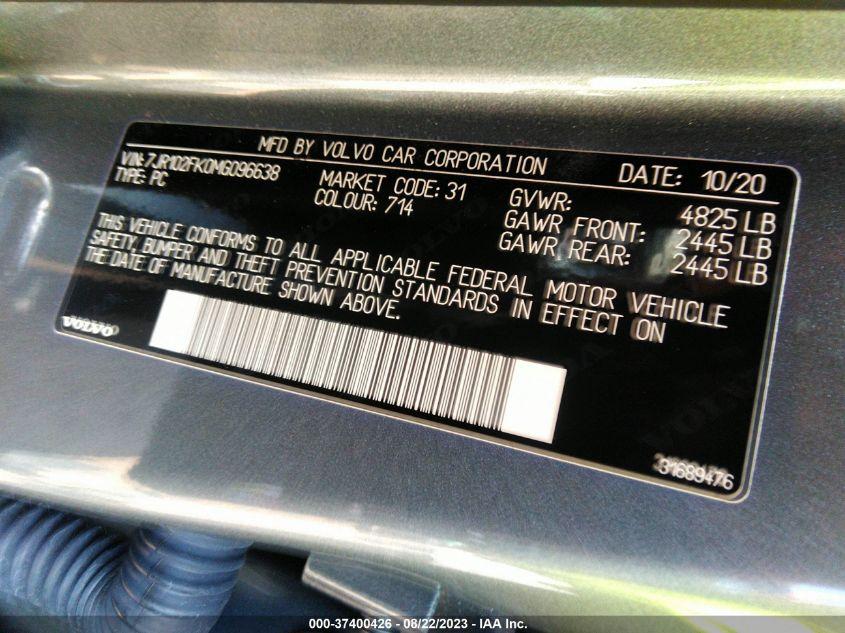 MFD BY VOLVO CAR CORPORATION
DATE: 10/20
VIN: 7JR102FK0MG096638
TYPE: PC
MARKET CODE: 31
COLOUR: 714
GVWR: 4825 LB
GAWR FRONT: 2445 LB
GAWR REAR: 2445 LB
THIS VEHICLE CONFORMS TO ALL APPLICABLE FEDERAL MOTOR VEHICLE
SAFETY, BUMPER AND THEFT PREVENTION STANDARDS IN EFFECT ON
THE DATE OF MANUFACTURE SHOWN ABOVE.
VOLVO
31689476
000-37400426 - 08/22/2023 - IAA Inc.